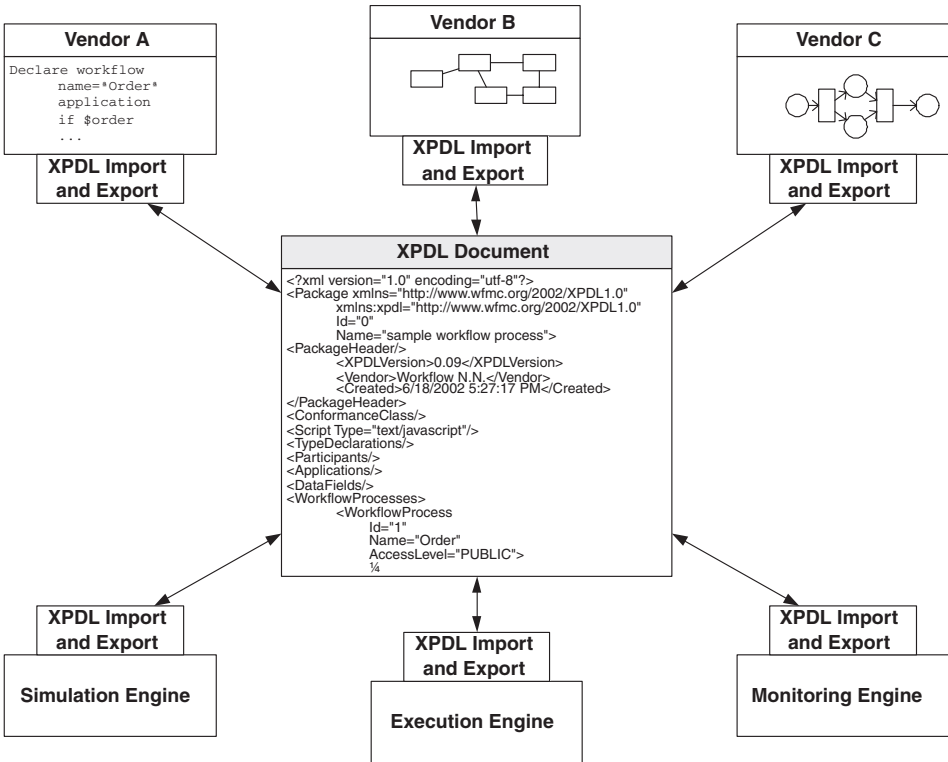 Vendor A
Declare workflow
name="Order"
application
if $order
...
XPDL Import
and Export
Vendor B
XPDL Import
and Export
Vendor C
XPDL Import
and Export
XPDL Document
<?xml version="1.0" encoding="utf-8"?>
<Package xmlns="http://www.wfmc.org/2002/XPDL1.0"
xmlns:xpdl="http://www.wfmc.org/2002/XPDL1.0"
Id="0"
Name="sample workflow process">
<PackageHeader/>
<XPDLVersion>0.09</XPDLVersion>
<Vendor>Workflow N.N.</Vendor>
<Created>6/18/2002 5:27:17 PM</Created>
</PackageHeader>
<ConformanceClass/>
<Script Type="text/javascript"/>
<TypeDeclarations/>
<Participants/>
<Applications/>
<DataFields/>
<WorkflowProcesses>
<WorkflowProcess
Id="1"
Name="Order"
AccessLevel="PUBLIC">
¼
XPDL Import
and Export
Simulation Engine
XPDL Import
and Export
Execution Engine
XPDL Import
and Export
Monitoring Engine